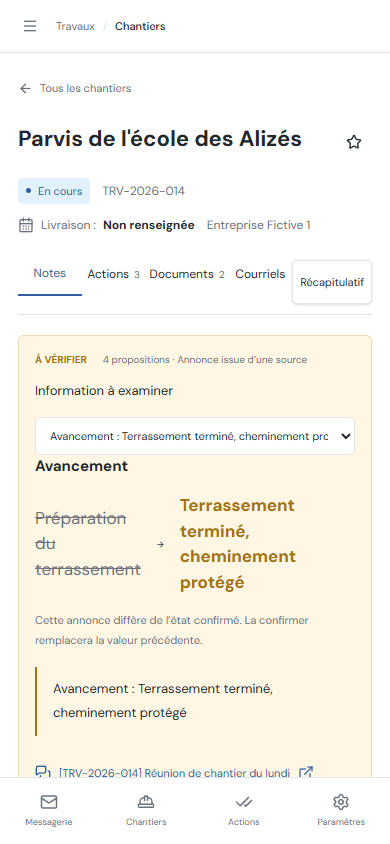 Travaux / Chantiers
Tous les chantiers
Parvis de l'école des Alizés
En cours TRV-2026-014
Livraison : Non renseignée Entreprise Fictive 1
Notes Actions 3 Documents 2 Courriels Récapitulatif
À VÉRIFIER 4 propositions · Annonce issue d'une source
Information à examiner
Avancement : Terrassement terminé, cheminement prc
Avancement
Préparation du terrassement → Terrassement terminé, cheminement protégé
Cette annonce diffère de l'état confirmé. La confirmer
remplacera la valeur précédente.
Avancement : Terrassement terminé,
cheminement protégé
[TRV-2026-014] Réunion de chantier du lundi
Messagerie Chantiers Actions Paramètres